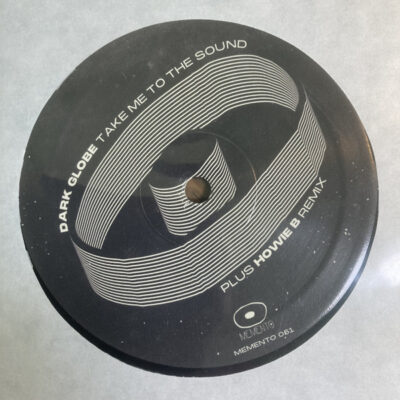 DARK GLOBE TAKE ME TO THE SOUND
PLUS HOWIE B REMIX
MEMENTO
MEMENTO 061